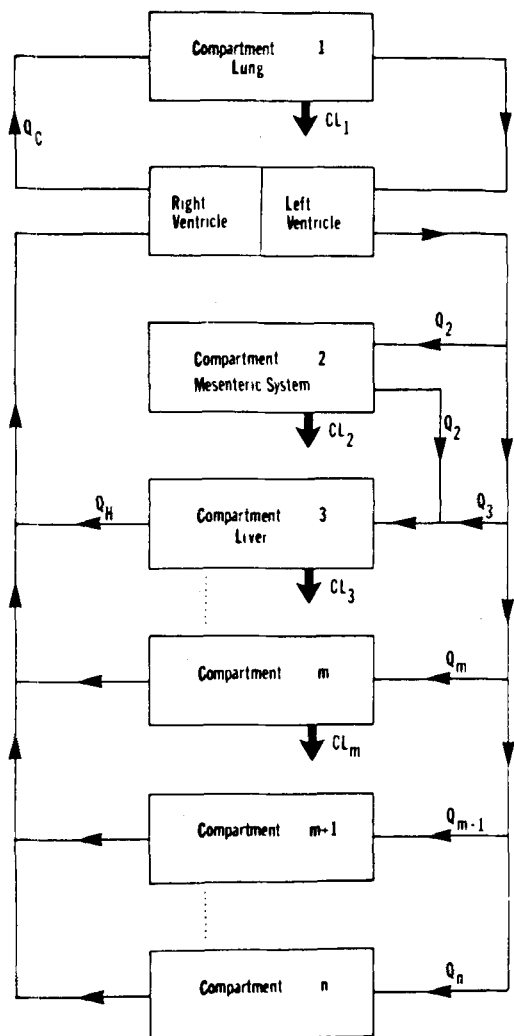 Compartment 1
Lung
CL1
QC
Right
Ventricle
Left
Ventricle
Q2
Compartment 2
Mesenteric System
CL2
Q2
QH
Compartment 3
Liver
Q3
CL3
Compartment m
Qm
CLm
Compartment m+1
Qm-1
Compartment n
Qn